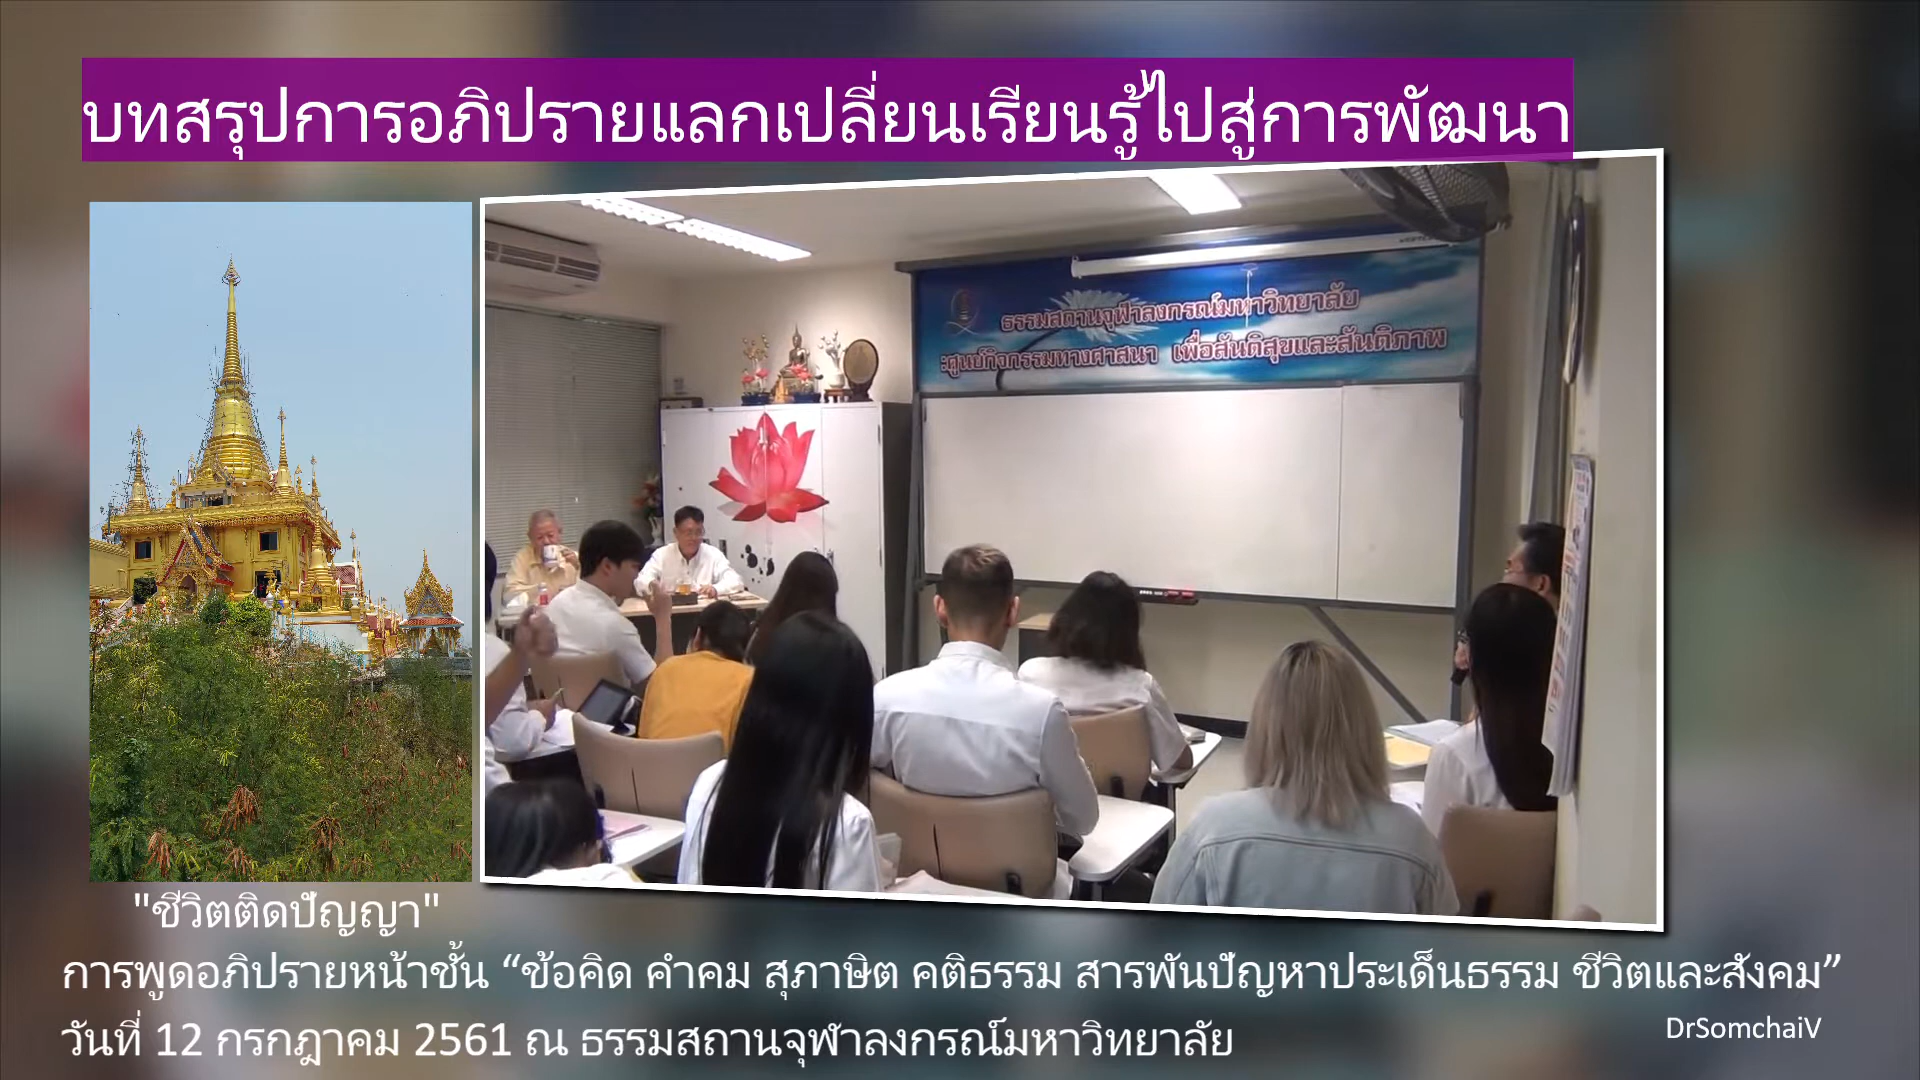 บทสรุปการอภิปรายแลกเปลี่ยนเรียนรู้ไปสู่การพัฒนา
ธรรมสถานจุฬาลงกรณ์มหาวิทยาลัย
:ศูนย์กิจกรรมทางศาสนา เพื่อสันติสุขและสันติภาพ
"ชีวิตติดปัญญา"
การพูดอภิปรายหน้าชั้น “ข้อคิด คำคม สุภาษิต คติธรรม สารพันปัญหาประเด็นธรรม ชีวิตและสังคม”
วันที่ 12 กรกฎาคม 2561 ณ ธรรมสถานจุฬาลงกรณ์มหาวิทยาลัย
DrSomchaiV